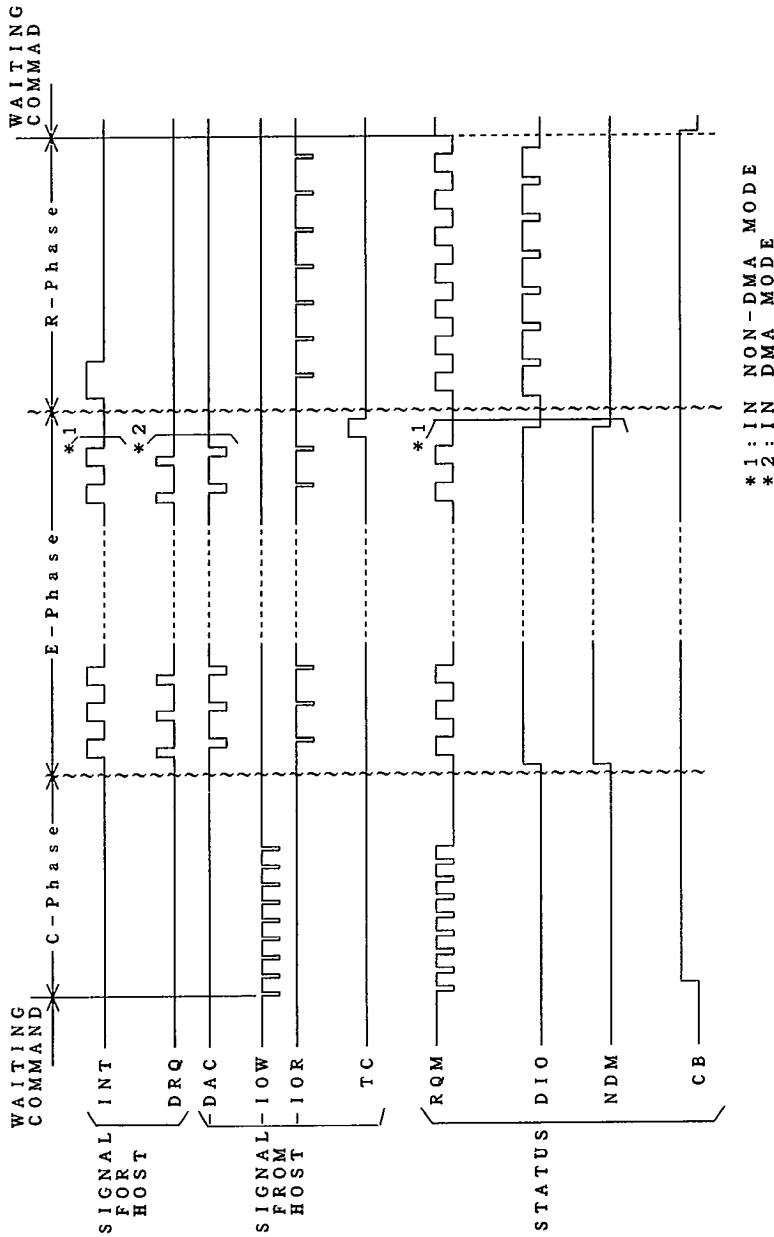 WAITING
COMMAND
C-Phase
E-Phase
R-Phase
WAITING
COMMAD
SIGNAL
FOR
HOST
INT
DRQ
*1
*2
SIGNAL
FROM
HOST
-DAC
-IOW
-IOR
TC
STATUS
RQM
DIO
NDM
CB
*1
*1:IN NON-DMA MODE
*2:IN DMA MODE